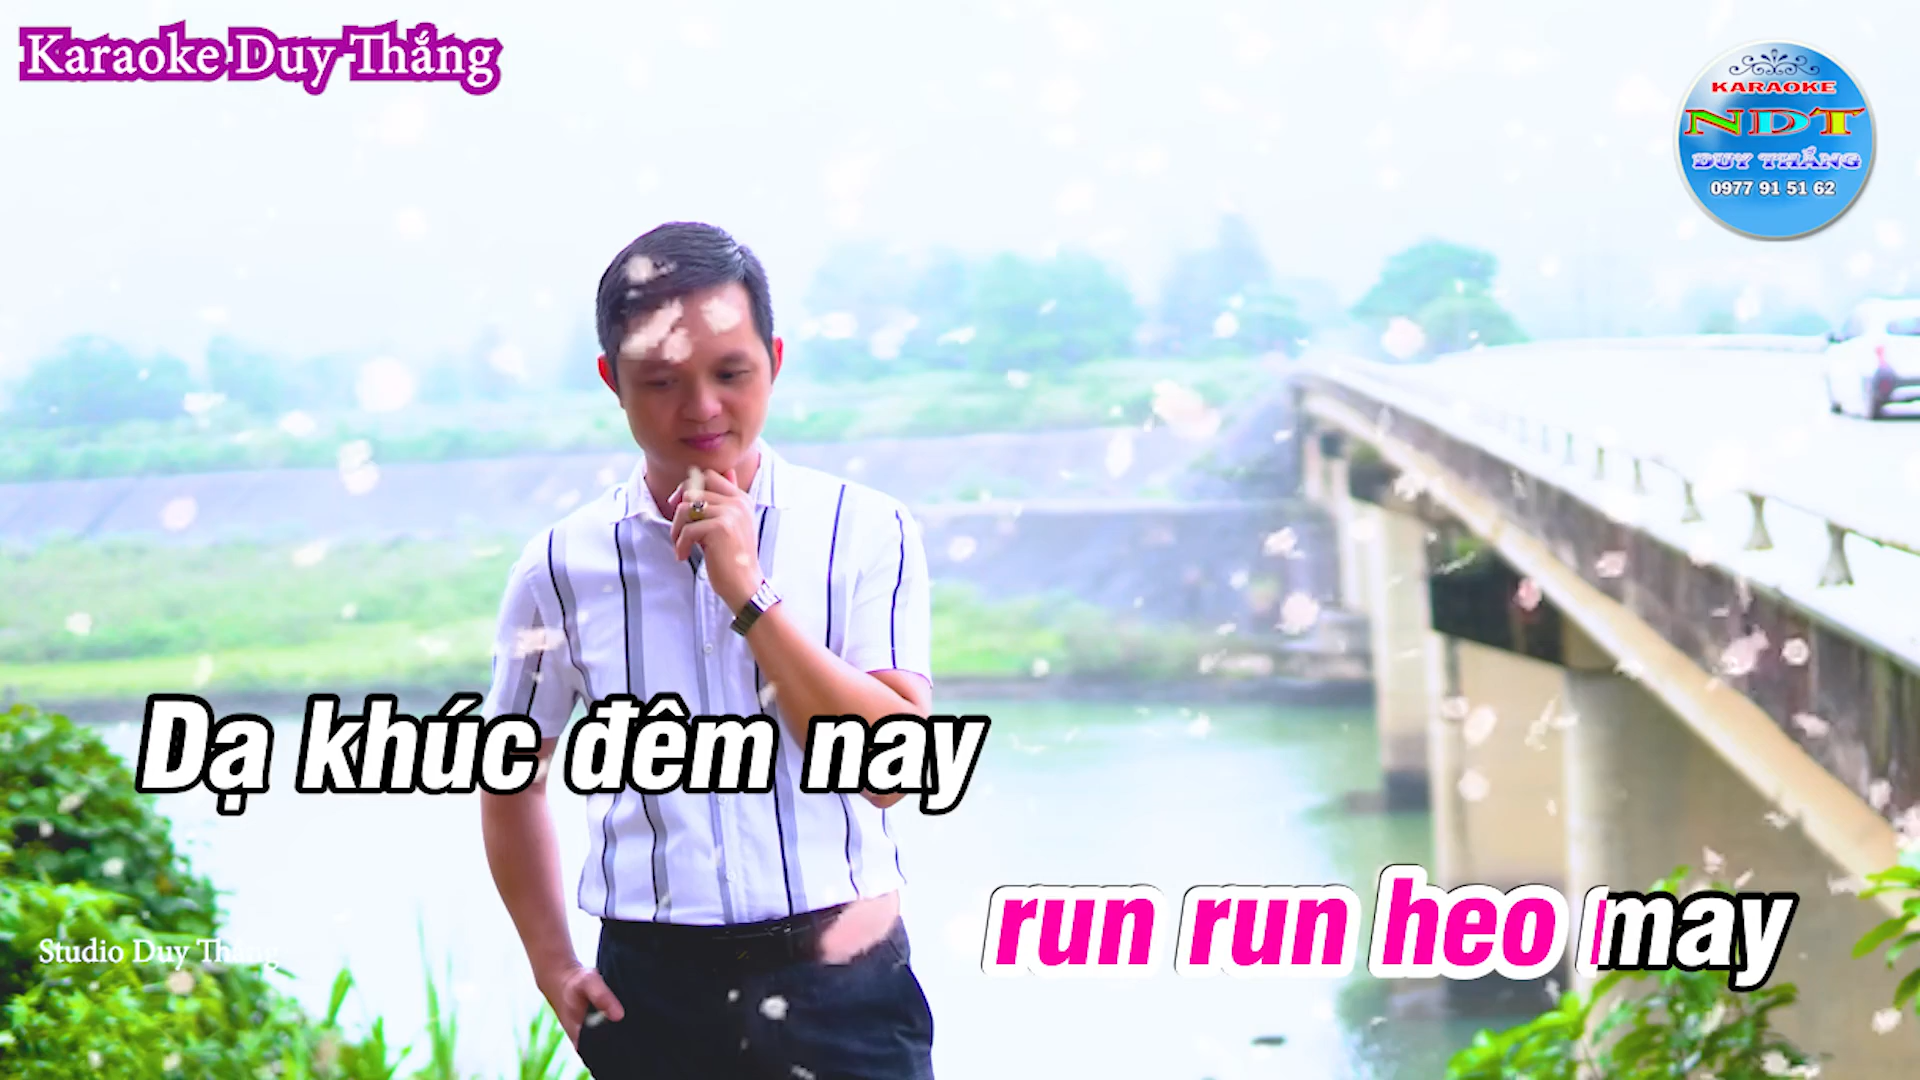 Karaoke Duy Thắng
KARAOKE
NDT
DUY THẮNG
0977 91 51 62
Dạ khúc đêm nay
run run heo may
Studio Duy Thắng